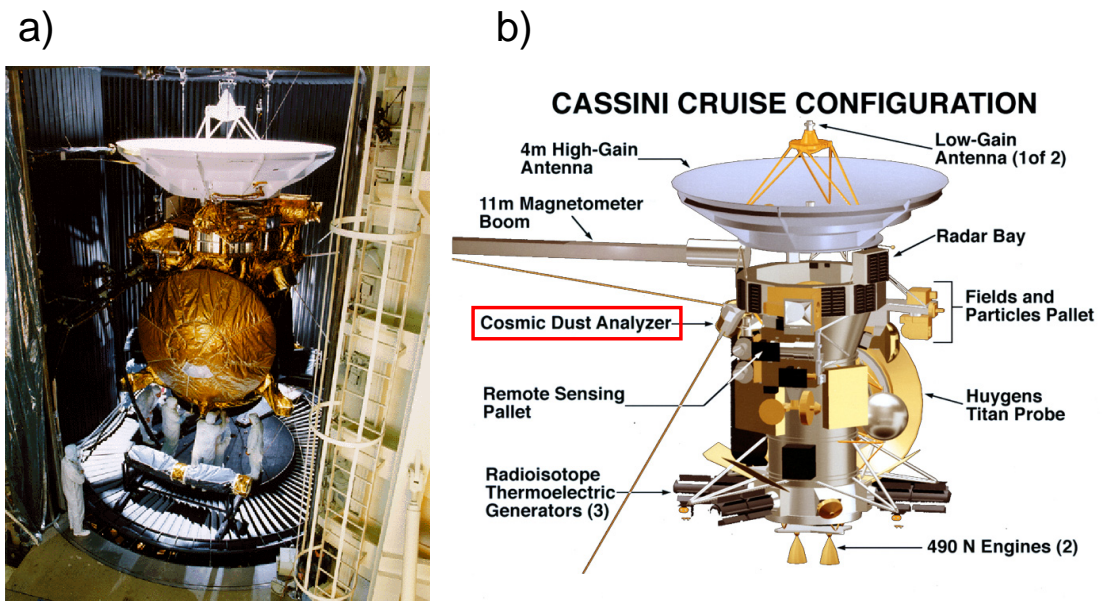 a)
b)
CASSINI CRUISE CONFIGURATION
4m High-Gain
Antenna
Low-Gain
Antenna (1of 2)
11m Magnetometer
Boom
Radar Bay
Cosmic Dust Analyzer
Fields and
Particles Pallet
Remote Sensing
Pallet
Huygens
Titan Probe
Radioisotope
Thermoelectric
Generators (3)
490 N Engines (2)